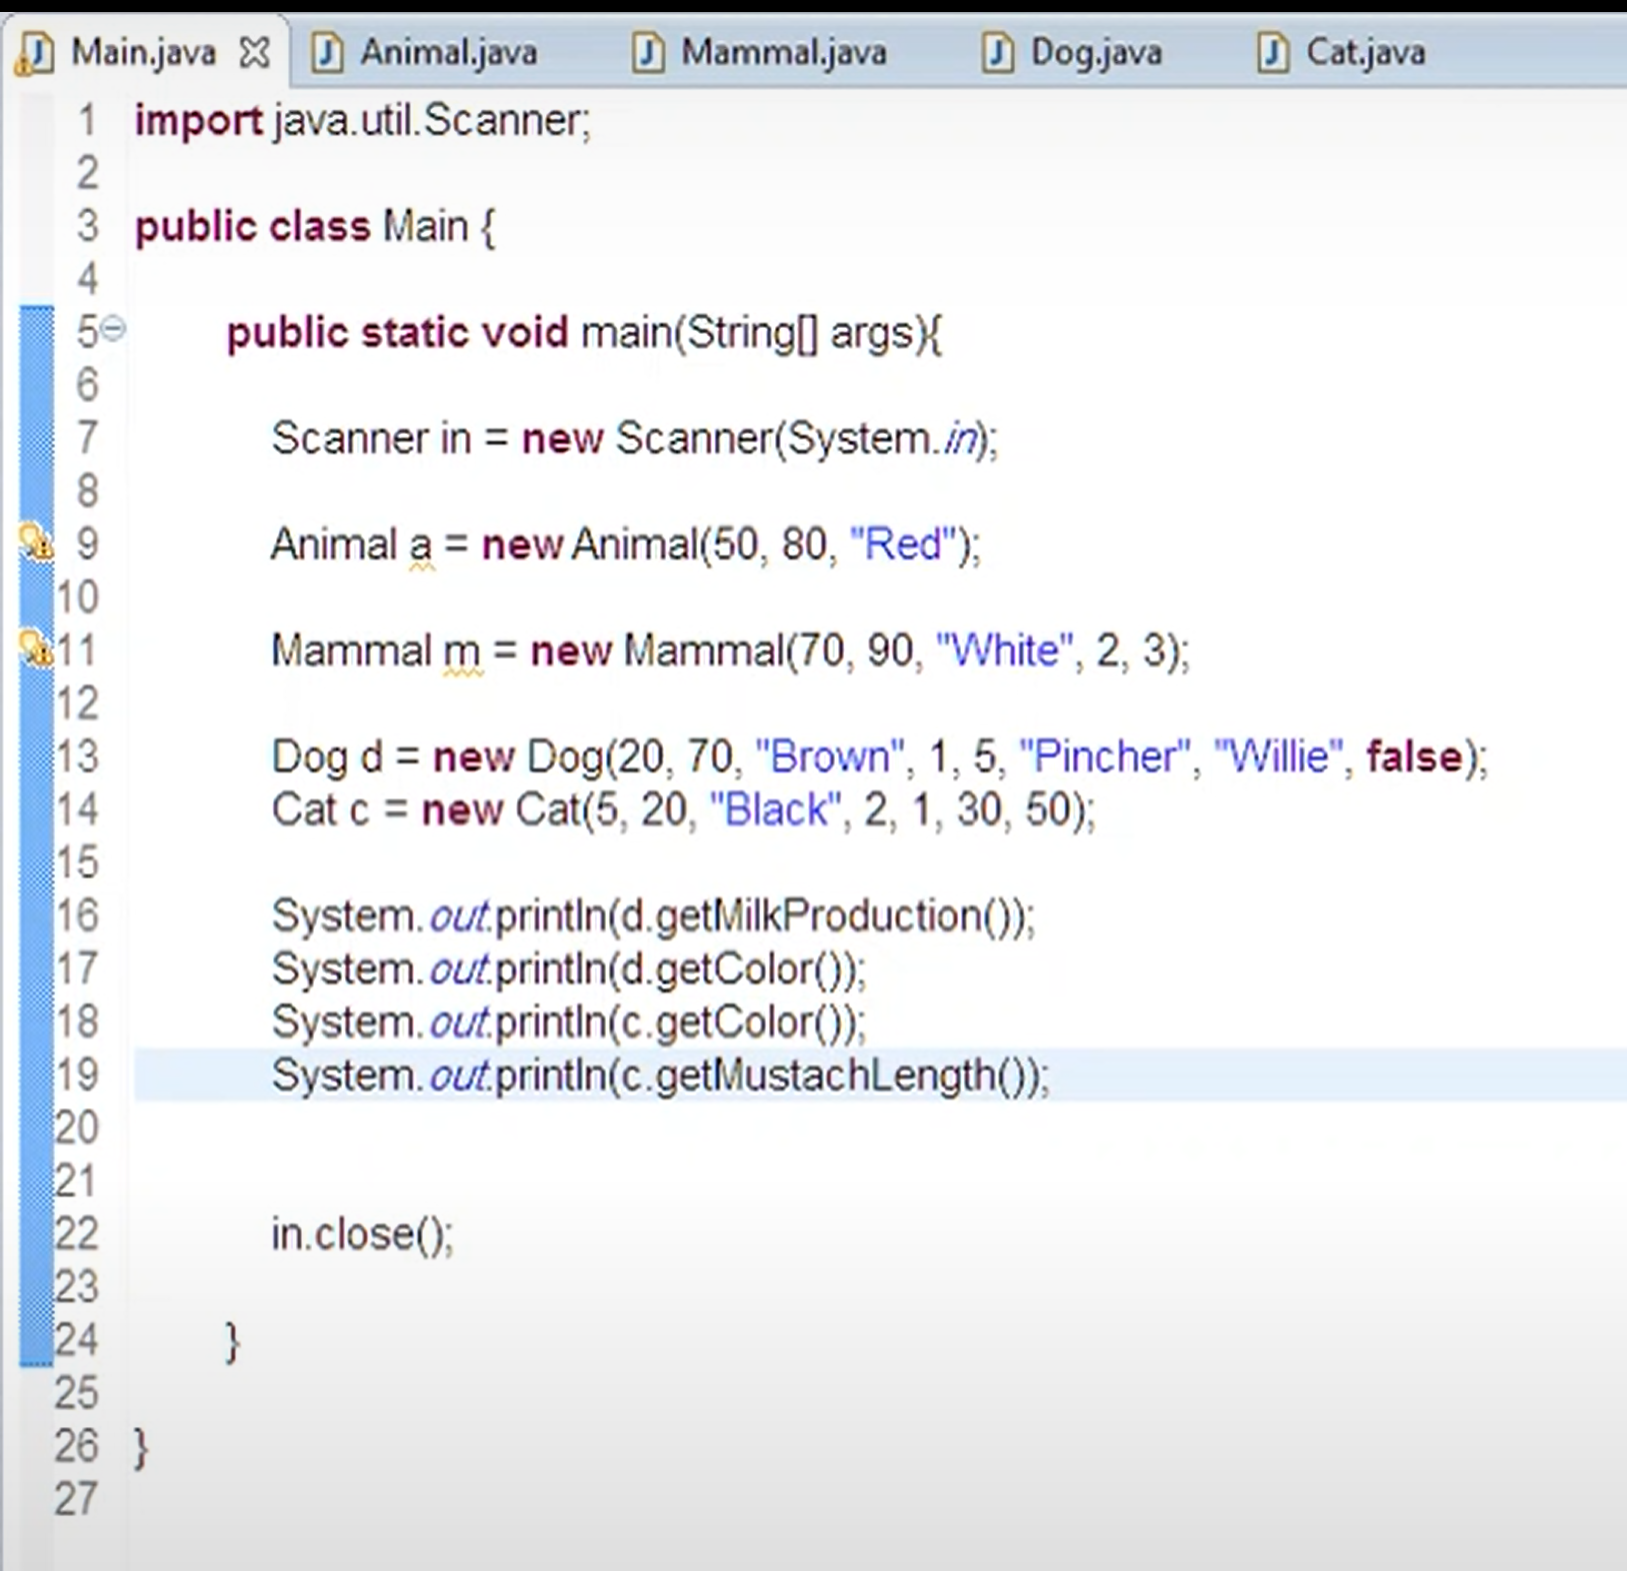 Main.java Animal.java Mammal.java Dog.java Cat.java
1 import java.util.Scanner;
2
3 public class Main {
4
5 public static void main(String[] args){
6
7 Scanner in = new Scanner(System.in);
8
9 Animal a = new Animal(50, 80, "Red");
10
11 Mammal m = new Mammal(70, 90, "White", 2, 3);
12
13 Dog d = new Dog(20, 70, "Brown", 1, 5, "Pincher", "Willie", false);
14 Cat c = new Cat(5, 20, "Black", 2, 1, 30, 50);
15
16 System.out.println(d.getMilkProduction());
17 System.out.println(d.getColor());
18 System.out.println(c.getColor());
19 System.out.println(c.getMustachLength());
20
21
22 in.close();
23
24 }
25
26 }
27